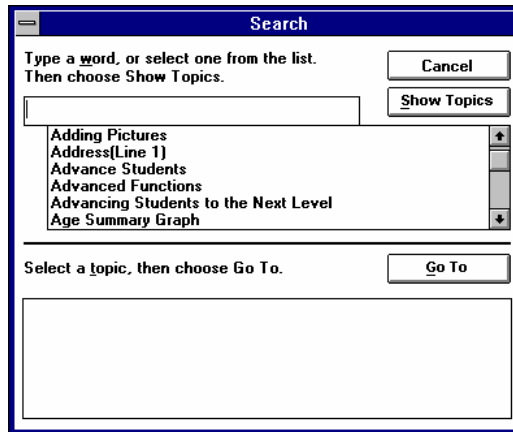 Search
Type a word, or select one from the list.
Then choose Show Topics.
Cancel
Show Topics
Adding Pictures
Address(Line 1)
Advance Students
Advanced Functions
Advancing Students to the Next Level
Age Summary Graph
Select a topic, then choose Go To.
Go To